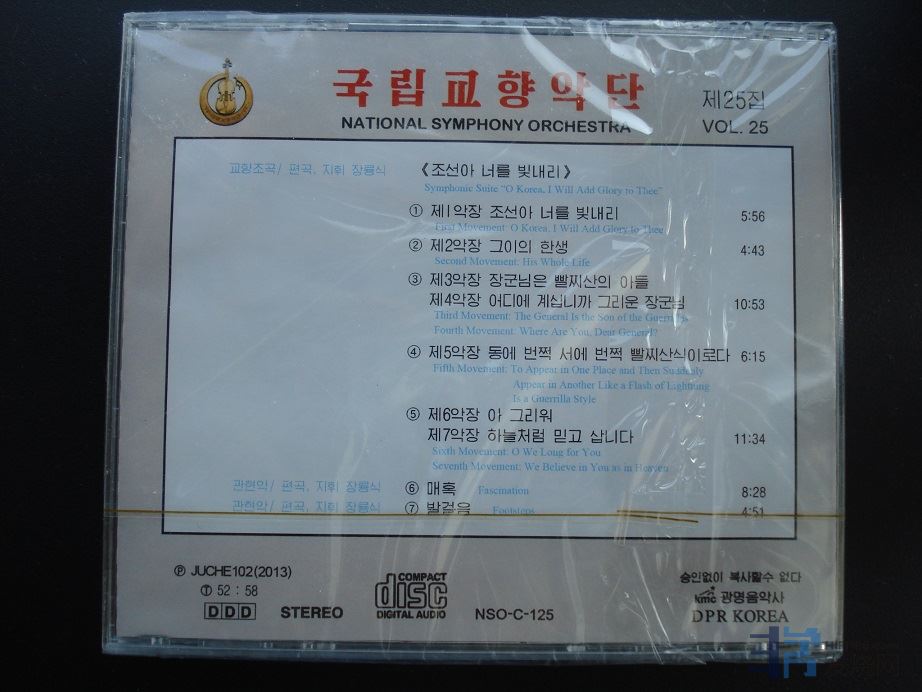 국립교향악단
NATIONAL SYMPHONY ORCHESTRA
제25집
VOL. 25
교향조곡/ 편곡, 지휘 장룡식
《조선아 너를 빛내리》
Symphonic Suite "O Korea, I Will Add Glory to Thee"
① 제1악장 조선아 너를 빛내리 5:56
First Movement: O Korea, I Will Add Glory to Thee
② 제2악장 그이의 한생 4:43
Second Movement: His Whole Life
③ 제3악장 장군님은 빨찌산의 아들
제4악장 어디에 계십니까 그리운 장군님 10:53
Third Movement: The General Is the Son of the Guerrillas
Fourth Movement: Where Are You, Dear General?
④ 제5악장 동에 번쩍 서에 번쩍 빨찌산식이로다 6:15
Fifth Movement: To Appear in One Place and Then Suddenly
Appear in Another Like a Flash of Lightning
Is a Guerrilla Style
⑤ 제6악장 아 그리워
제7악장 하늘처럼 믿고 삽니다 11:34
Sixth Movement: O We Long for You
Seventh Movement: We Believe in You as in Heaven
관현악/ 편곡, 지휘 장룡식 ⑥ 매혹 Fascination 8:28
관현악/ 편곡, 지휘 장룡식 ⑦ 발걸음 Footsteps 4:51
Ⓟ JUCHE102(2013)
Ⓣ 52 : 58
DDD STEREO
COMPACT
disc
DIGITAL AUDIO
NSO-C-125
승인없이 복사할수 없다
kmc 광명음악사
DPR KOREA